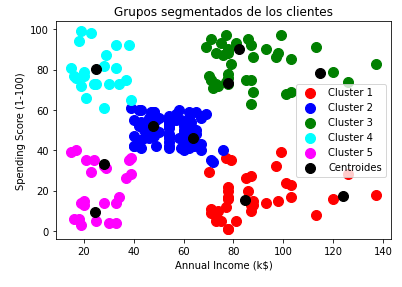 Grupos segmentados de los clientes
Spending Score (1-100)
100
80
60
40
20
0
Cluster 1
Cluster 2
Cluster 3
Cluster 4
Cluster 5
Centroides
20
40
60
80
100
120
140
Annual Income (k$)